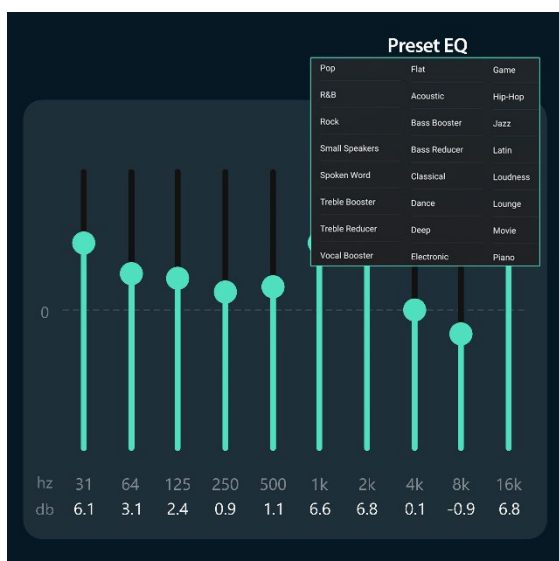 Preset EQ
Pop Flat Game
R&B Acoustic Hip-Hop
Rock Bass Booster Jazz
Small Speakers Bass Reducer Latin
Spoken Word Classical Loudness
Treble Booster Dance Lounge
Treble Reducer Deep Movie
Vocal Booster Electronic Piano
0
hz 31 64 125 250 500 1k 2k 4k 8k 16k
db 6.1 3.1 2.4 0.9 1.1 6.6 6.8 0.1 -0.9 6.8